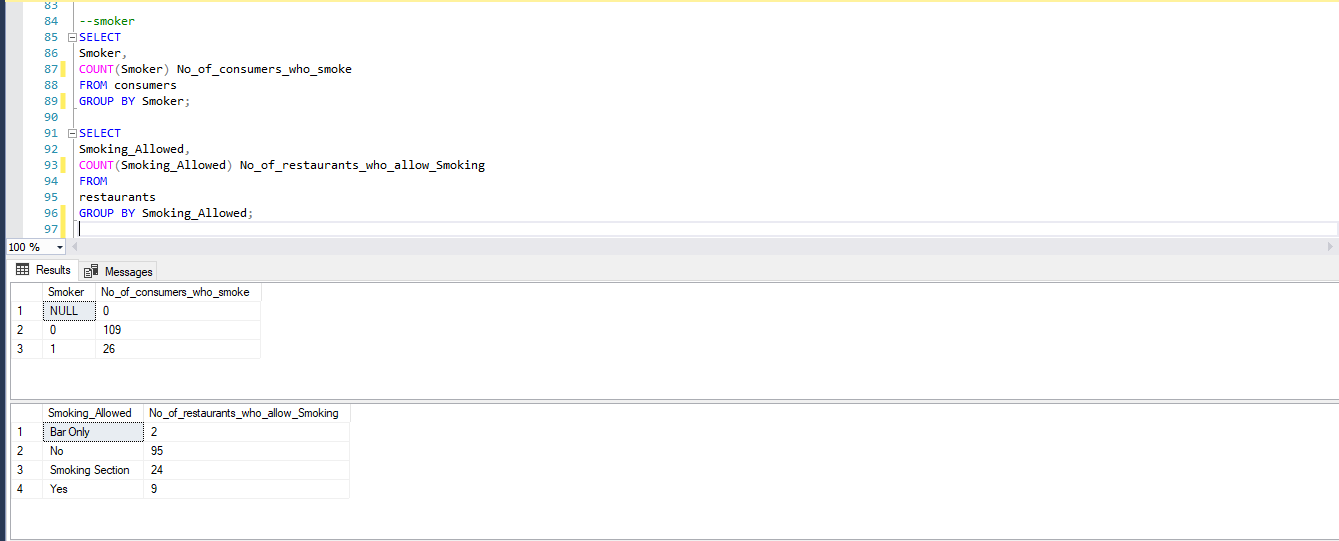 83
84 --smoker
85 SELECT
86 Smoker,
87 COUNT(Smoker) No_of_consumers_who_smoke
88 FROM consumers
89 GROUP BY Smoker;
90
91 SELECT
92 Smoking_Allowed,
93 COUNT(Smoking_Allowed) No_of_restaurants_who_allow_Smoking
94 FROM
95 restaurants
96 GROUP BY Smoking_Allowed;
97
100 %
Results Messages
Smoker No_of_consumers_who_smoke
1 NULL 0
2 0 109
3 1 26
Smoking_Allowed No_of_restaurants_who_allow_Smoking
1 Bar Only 2
2 No 95
3 Smoking Section 24
4 Yes 9